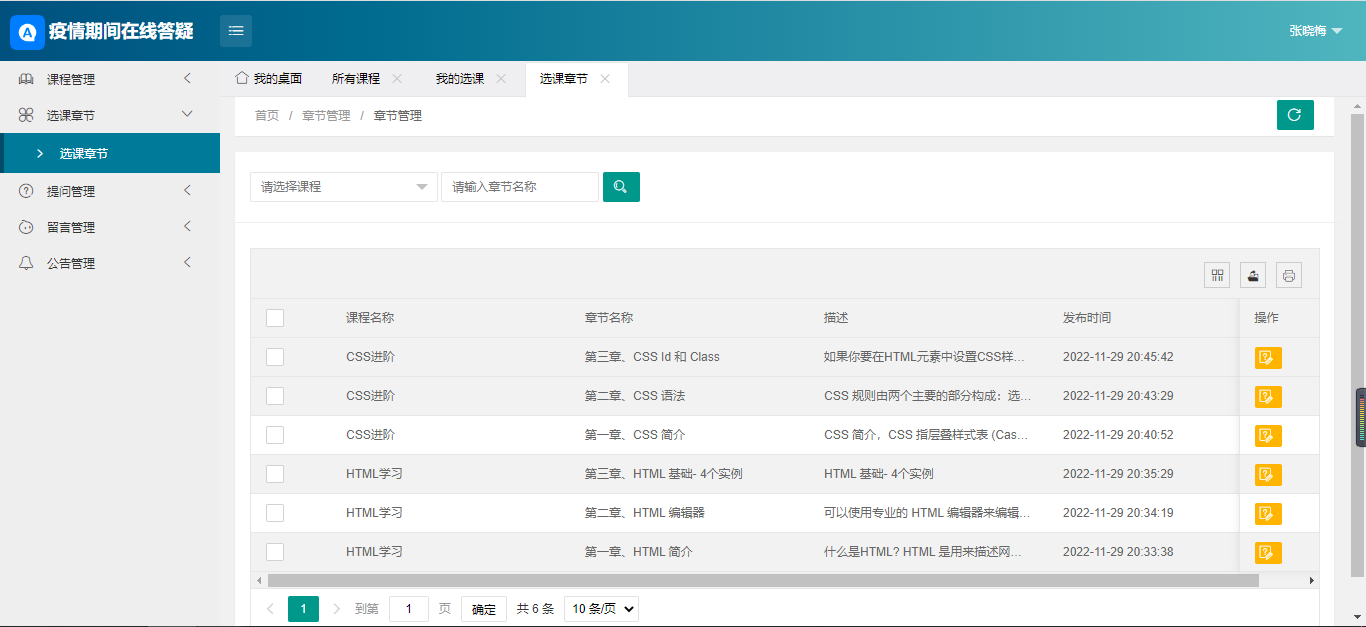 疫情期间在线答疑
张晓梅
课程管理
选课章节
选课章节
提问管理
留言管理
公告管理
我的桌面 所有课程 我的选课 选课章节
首页 / 章节管理 / 章节管理
请选择课程 请输入章节名称
课程名称 章节名称 描述 发布时间 操作
CSS进阶 第三章、CSS Id 和 Class 如果你要在HTML元素中设置CSS样... 2022-11-29 20:45:42
CSS进阶 第二章、CSS 语法 CSS 规则由两个主要的部分构成：选... 2022-11-29 20:43:29
CSS进阶 第一章、CSS 简介 CSS 简介，CSS 指层叠样式表 (Cas... 2022-11-29 20:40:52
HTML学习 第三章、HTML 基础- 4个实例 HTML 基础- 4个实例 2022-11-29 20:35:29
HTML学习 第二章、HTML 编辑器 可以使用专业的 HTML 编辑器来编辑... 2022-11-29 20:34:19
HTML学习 第一章、HTML 简介 什么是HTML? HTML 是用来描述网... 2022-11-29 20:33:38
1 到第 1 页 确定 共 6 条 10 条/页